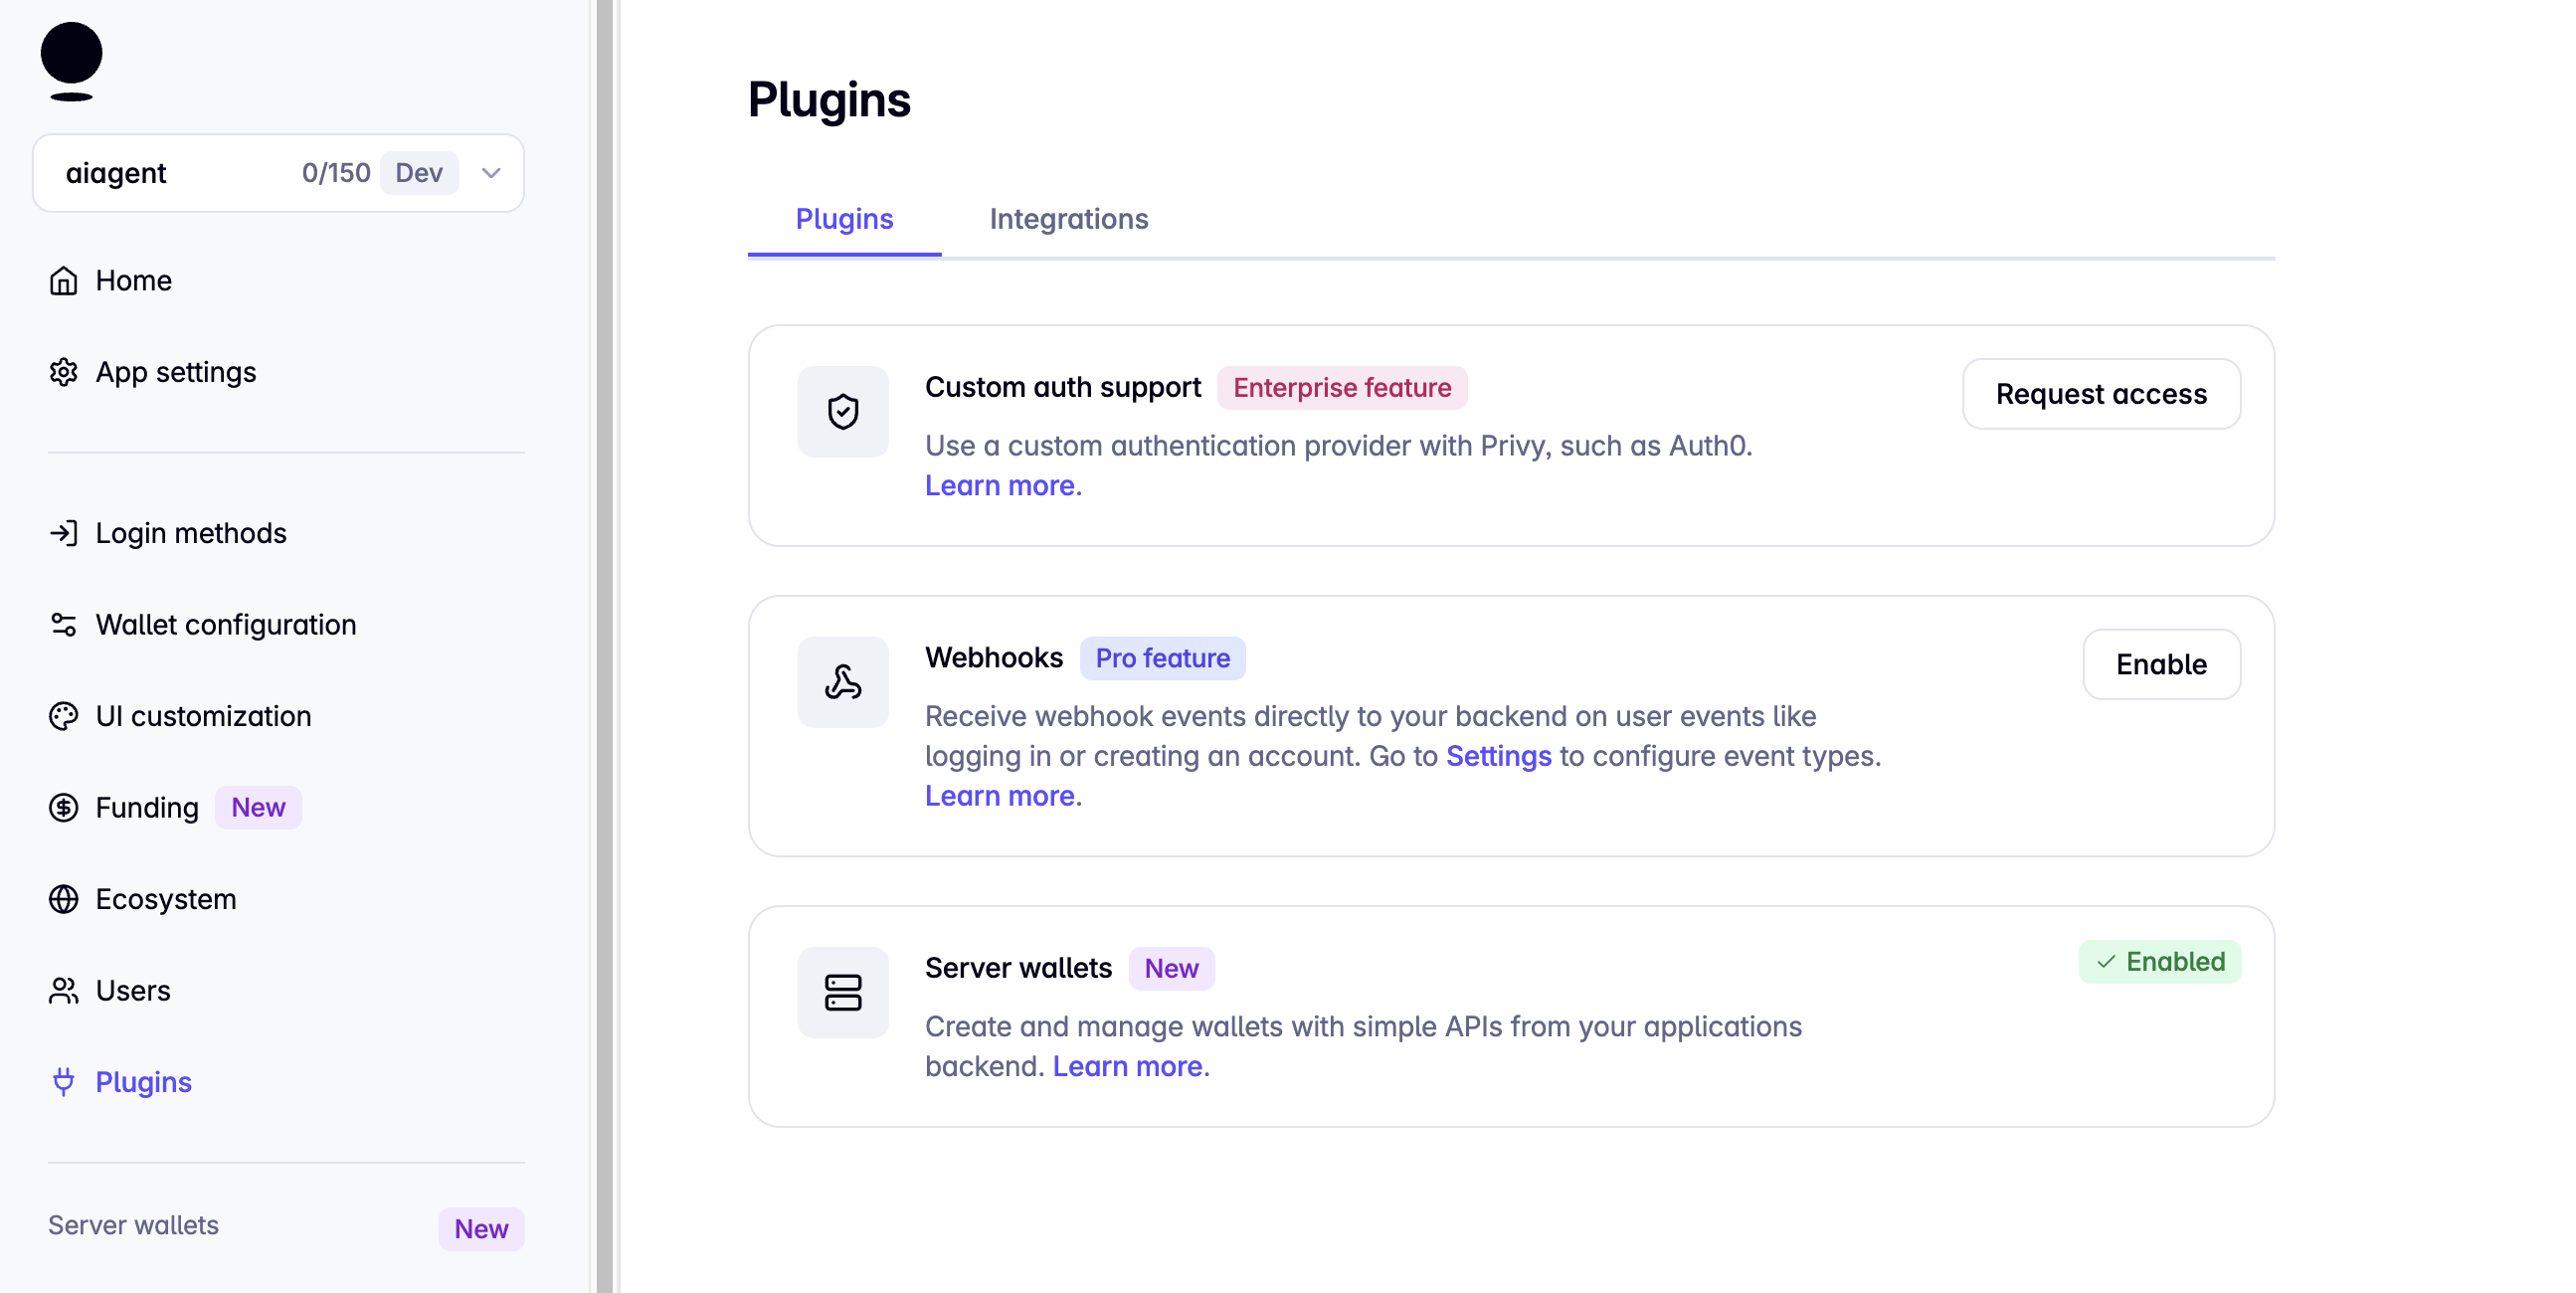 aiagent 0/150 Dev
Home
App settings
Login methods
Wallet configuration
UI customization
Funding New
Ecosystem
Users
Plugins
Server wallets New
Plugins
Plugins Integrations
Custom auth support Enterprise feature
Request access
Use a custom authentication provider with Privy, such as Auth0.
Learn more.
Webhooks Pro feature
Enable
Receive webhook events directly to your backend on user events like
logging in or creating an account. Go to Settings to configure event types.
Learn more.
Server wallets New
Enabled
Create and manage wallets with simple APIs from your applications
backend. Learn more.